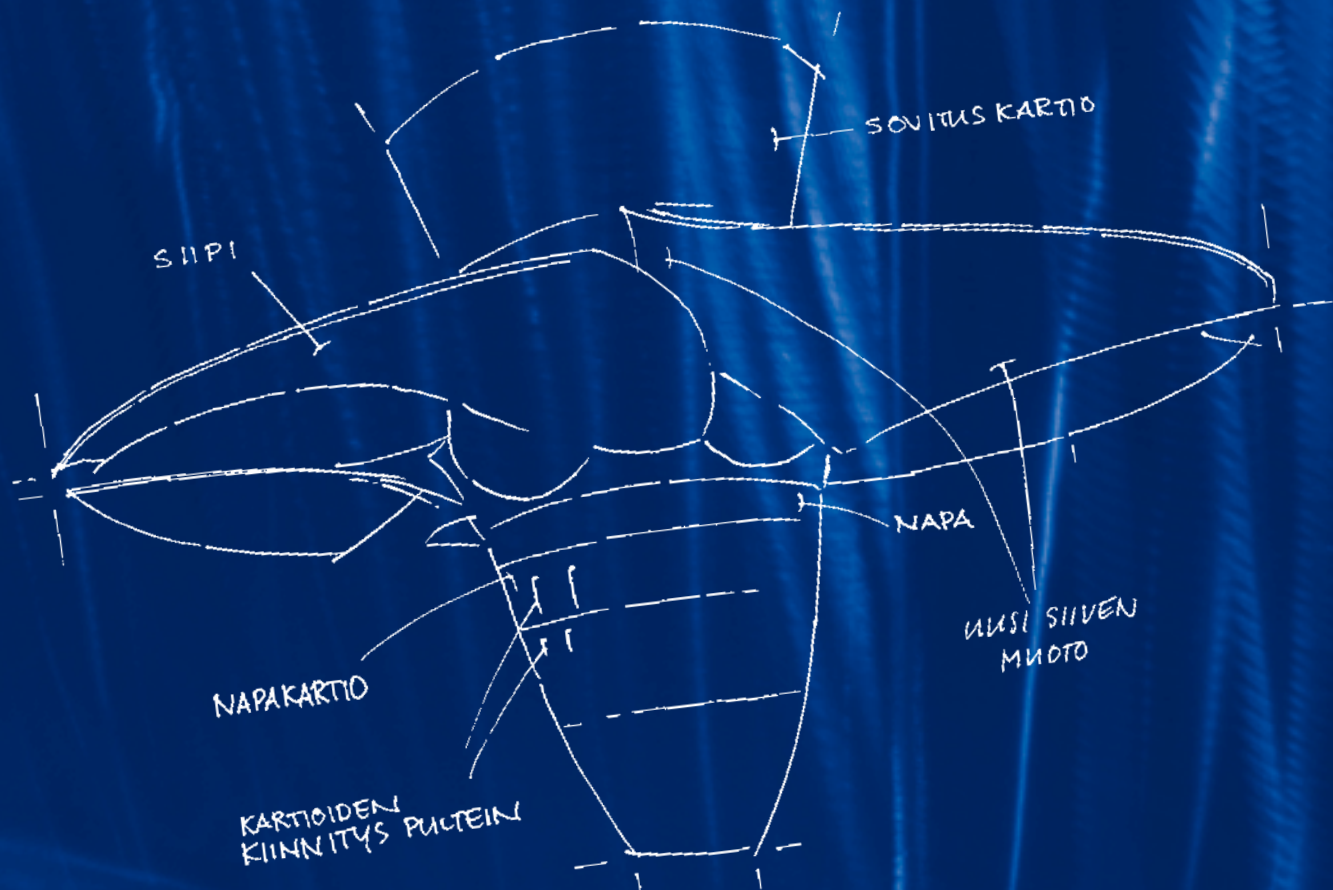 SOVITUS KARTIO
SIIPI
NAPA
UUSI SIIVEN
MUOTO
NAPAKARTIO
KARTIOIDEN
KIINNITYS PULTEIN